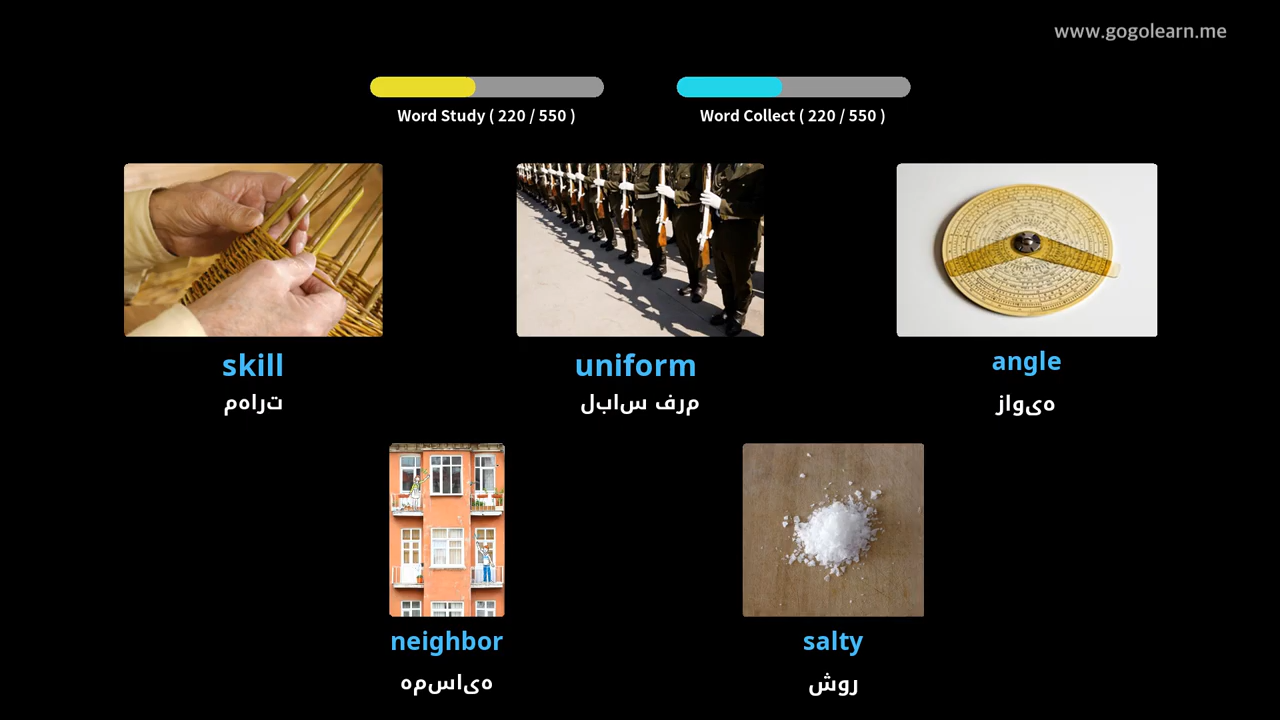 www.gogolearn.me
Word Study ( 220 / 550 )
Word Collect ( 220 / 550 )
skill
تراهم
uniform
مرف سابل
angle
هیواز
neighbor
هیاسمه
salty
روش